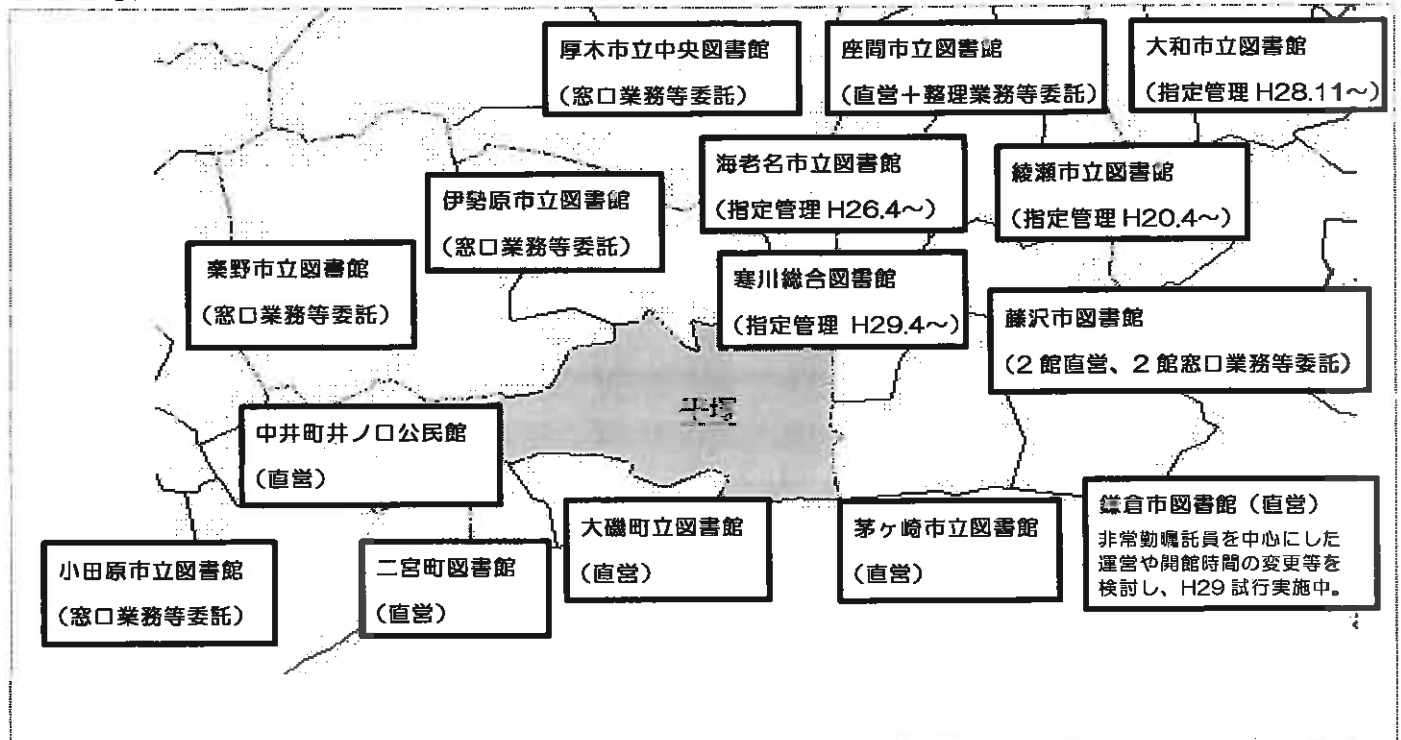 厚木市立中央図書館
（窓口業務等委託）
座間市立図書館
（直営＋整理業務等委託）
大和市立図書館
（指定管理 H28.11～）
海老名市立図書館
（指定管理 H26.4～）
綾瀬市立図書館
（指定管理 H20.4～）
伊勢原市立図書館
（窓口業務等委託）
秦野市立図書館
（窓口業務等委託）
寒川総合図書館
（指定管理 H29.4～）
藤沢市図書館
（2 館直営、2 館窓口業務等委託）
平塚
中井町井ノ口公民館
（直営）
小田原市立図書館
（窓口業務等委託）
二宮町図書館
（直営）
大磯町立図書館
（直営）
茅ヶ崎市立図書館
（直営）
鎌倉市図書館（直営）
非常勤嘱託員を中心にした
運営や開館時間の変更等を
検討し、H29 試行実施中。